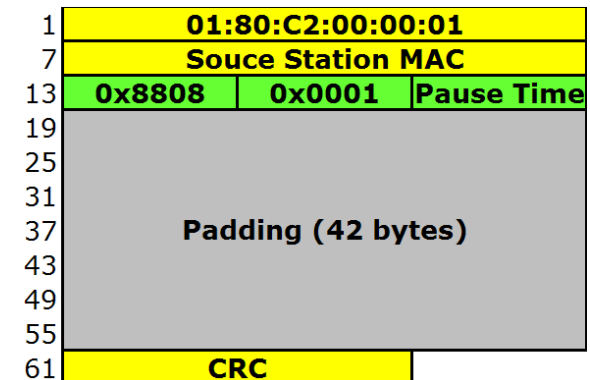 1 01:80:C2:00:00:01
7 Souce Station MAC
13 0x8808 0x0001 Pause Time
19
25
31
37 Padding (42 bytes)
43
49
55
61 CRC